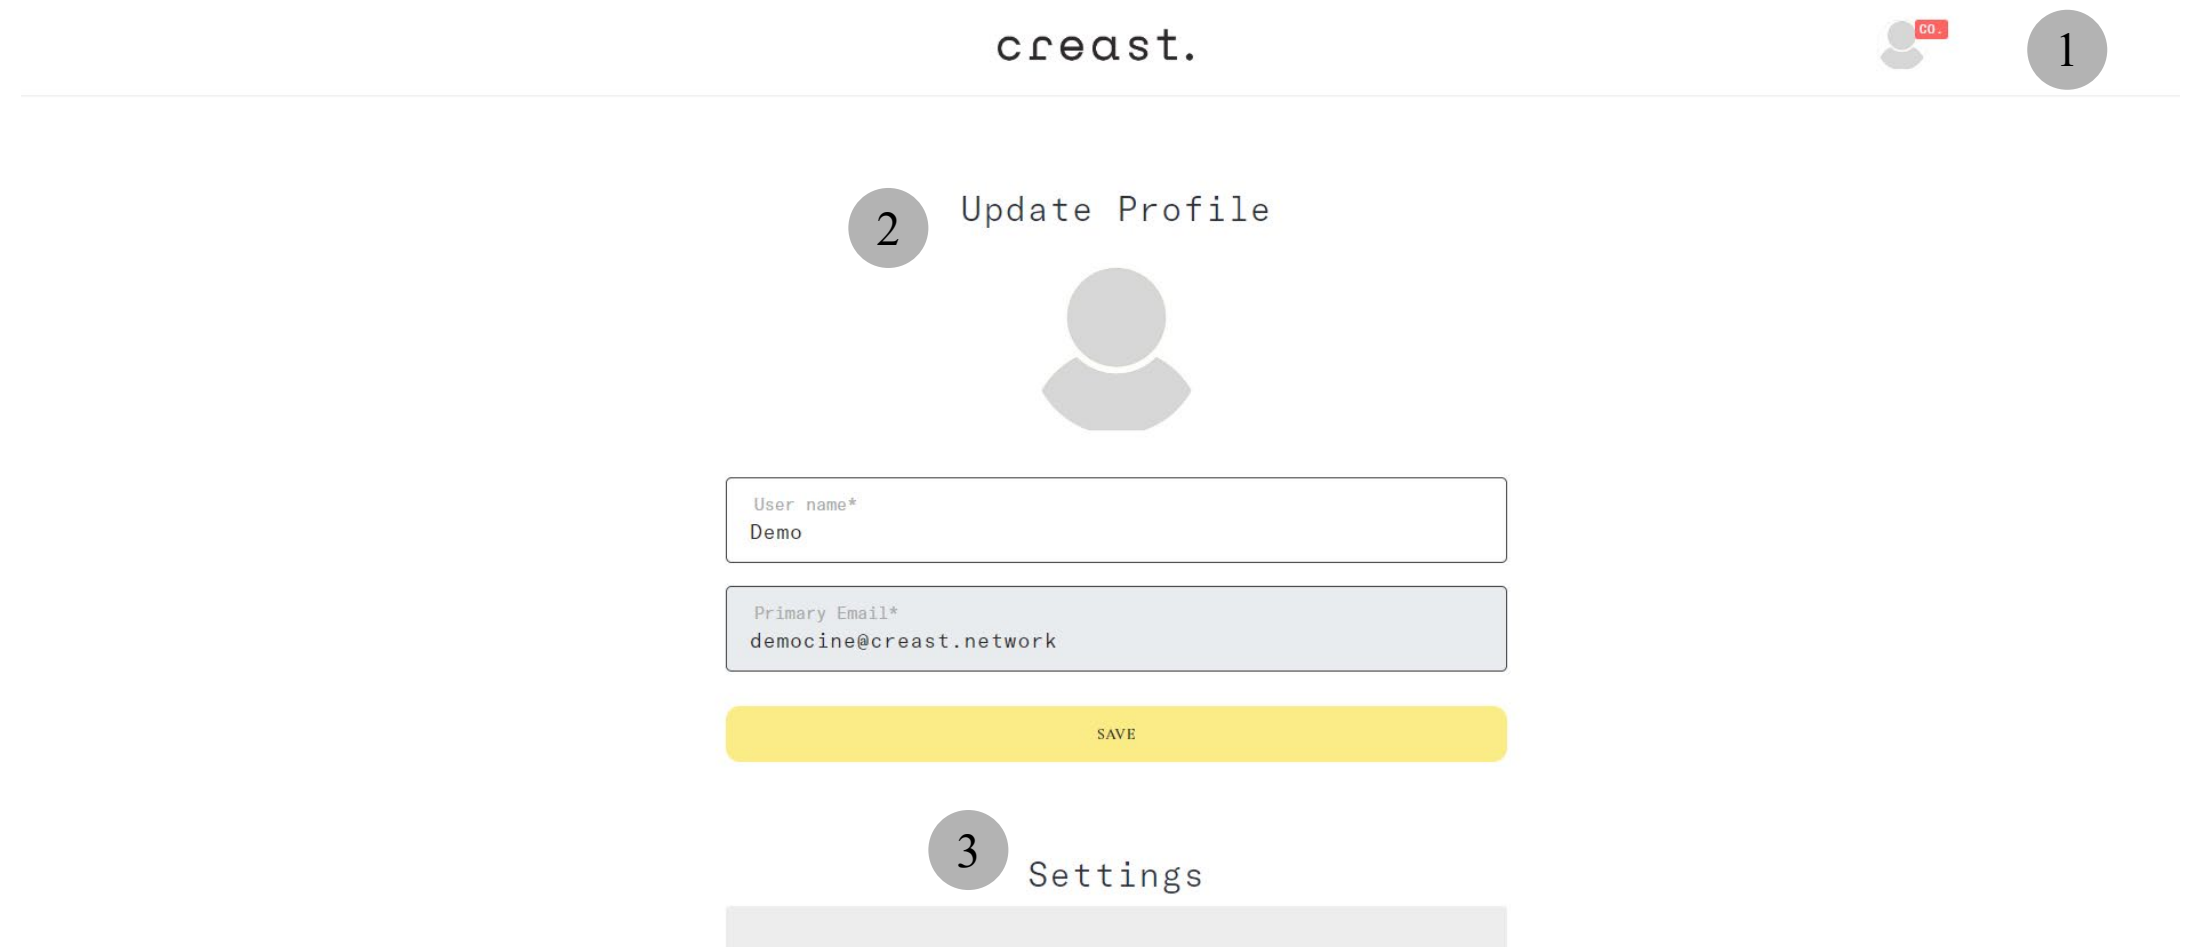 creast.
CO.
1
2
Update Profile
User name*
Demo
Primary Email*
democine@creast.network
SAVE
3
Settings